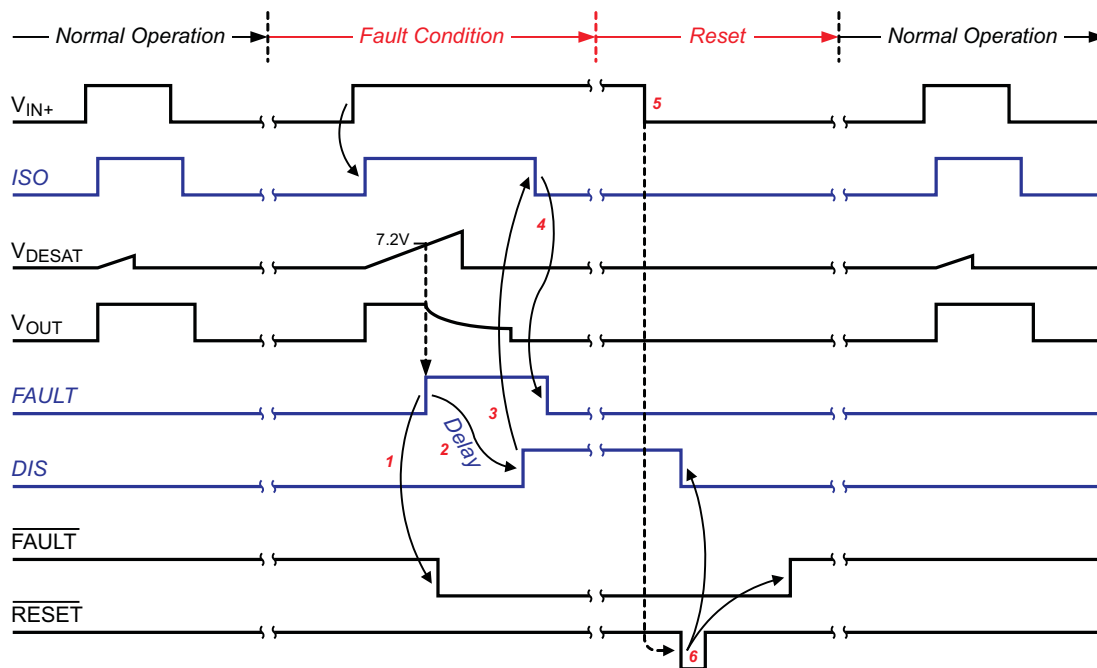 Normal Operation Fault Condition Reset Normal Operation
VIN+ 5
ISO
4
VDESAT 7.2V
VOUT
FAULT
3
1 2 Delay
DIS
FAULT
RESET
6